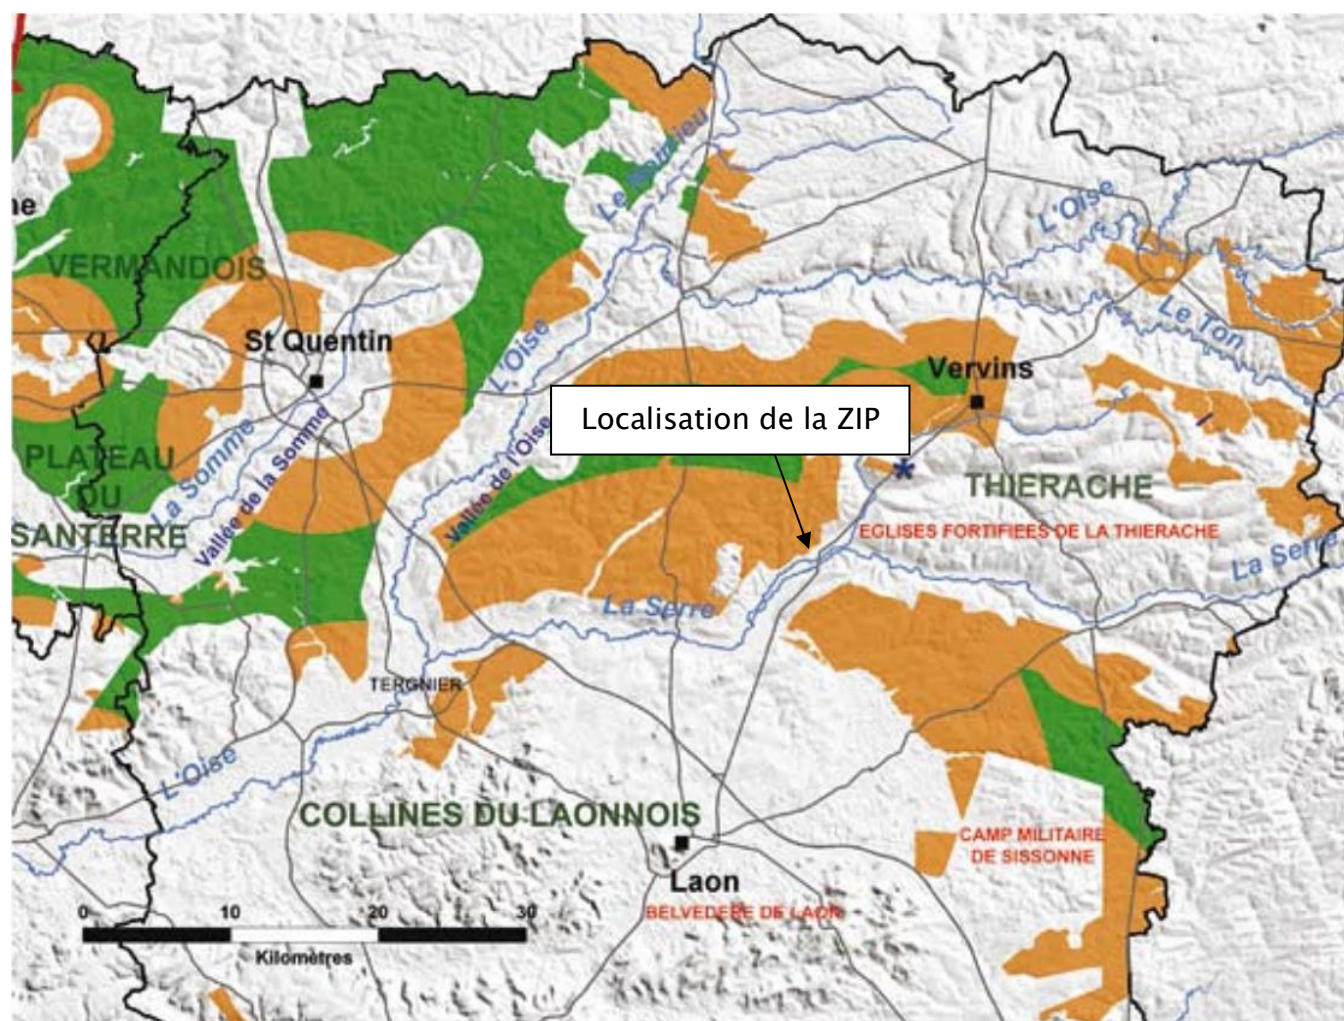 ne
Le Noirrieu
L'Oise
VERMANDOIS
Le Ton
St Quentin
L'Oise
Vervins
Localisation de la ZIP
PLATEAU
DU
SANTERRE
La Somme
Vallée de la Somme
Vallée de l'Oise
THIERACHE
EGLISES FORTIFIEES DE LA THIERACHE
La Serre
La Serre
TERGNIER
L'Oise
COLLINES DU LAONNOIS
CAMP MILITAIRE
DE SISSONNE
Laon
BELVEDERE DE LAON
0 10 20 30
Kilomètres